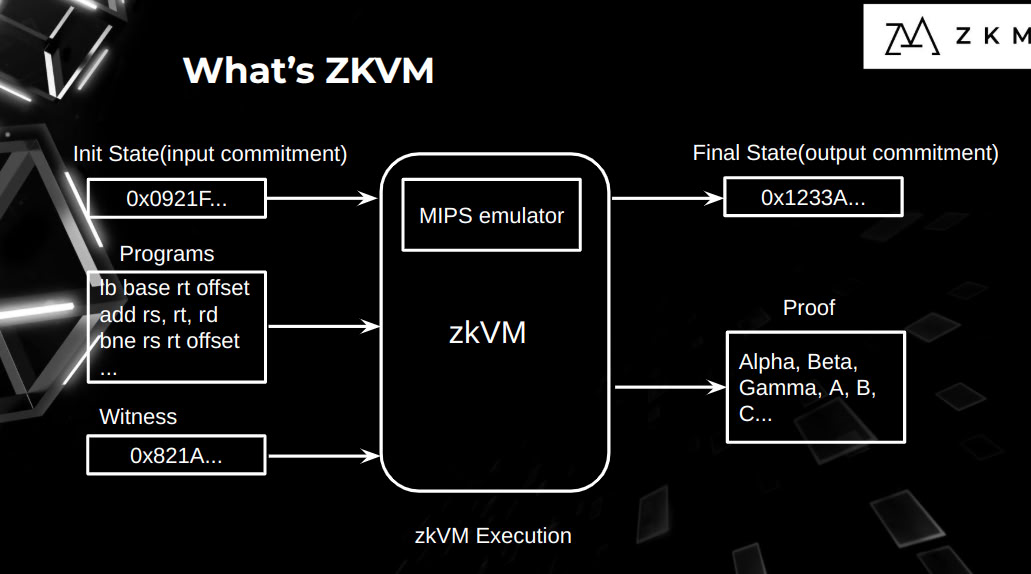 ZKM
What's ZKVM
Init State(input commitment)
0x0921F...
Programs
lb base rt offset
add rs, rt, rd
bne rs rt offset
...
Witness
0x821A...
MIPS emulator
zkVM
zkVM Execution
Final State(output commitment)
0x1233A...
Proof
Alpha, Beta,
Gamma, A, B,
C...